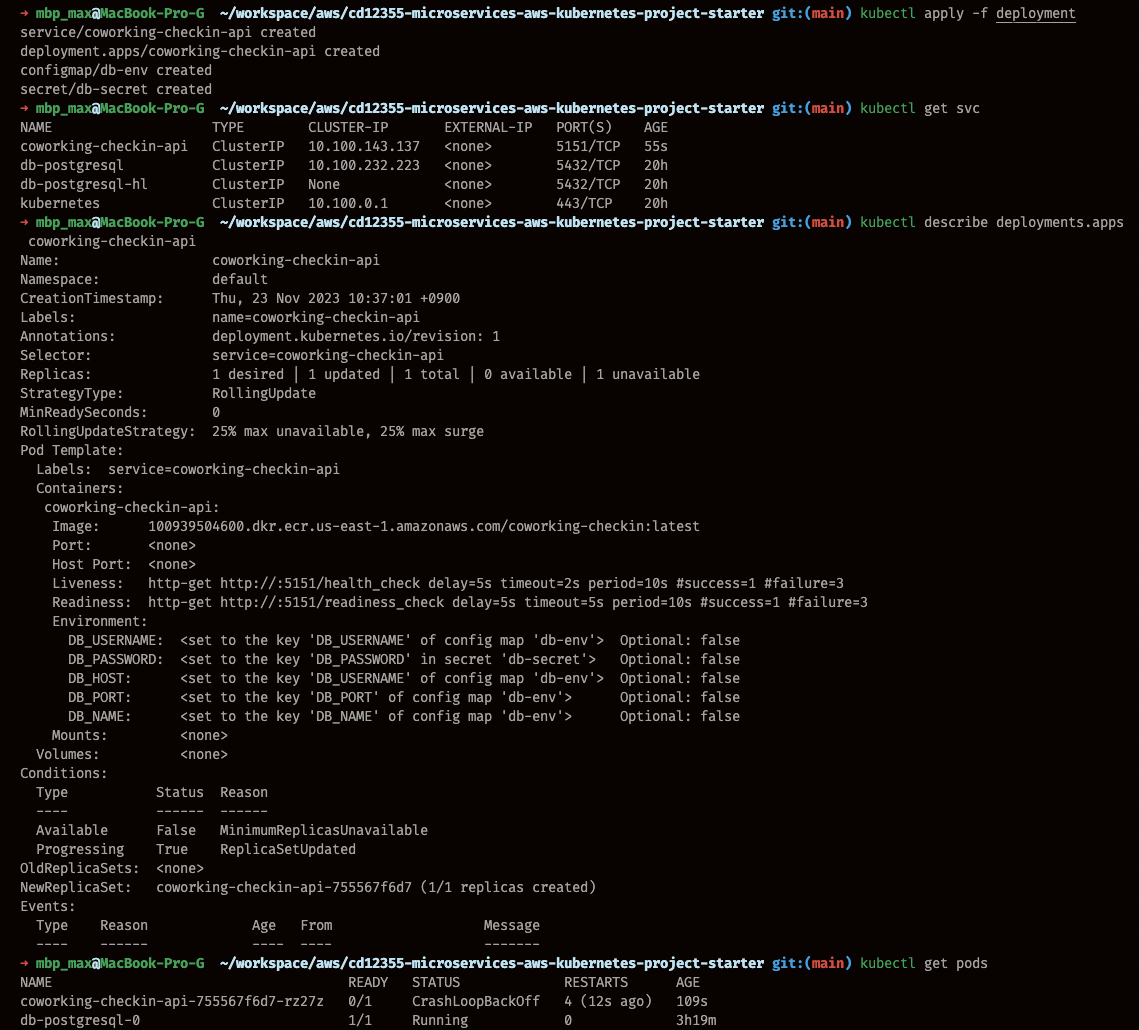 → mbp_max@MacBook-Pro-G ~/workspace/aws/cd12355-microservices-aws-kubernetes-project-starter git:(main) kubectl apply -f deployment
service/coworking-checkin-api created
deployment.apps/coworking-checkin-api created
configmap/db-env created
secret/db-secret created
→ mbp_max@MacBook-Pro-G ~/workspace/aws/cd12355-microservices-aws-kubernetes-project-starter git:(main) kubectl get svc
NAME TYPE CLUSTER-IP EXTERNAL-IP PORT(S) AGE
coworking-checkin-api ClusterIP 10.100.143.137 <none> 5151/TCP 55s
db-postgresql ClusterIP 10.100.232.223 <none> 5432/TCP 20h
db-postgresql-hl ClusterIP None <none> 5432/TCP 20h
kubernetes ClusterIP 10.100.0.1 <none> 443/TCP 20h
→ mbp_max@MacBook-Pro-G ~/workspace/aws/cd12355-microservices-aws-kubernetes-project-starter git:(main) kubectl describe deployments.apps
coworking-checkin-api
Name: coworking-checkin-api
Namespace: default
CreationTimestamp: Thu, 23 Nov 2023 10:37:01 +0900
Labels: name=coworking-checkin-api
Annotations: deployment.kubernetes.io/revision: 1
Selector: service=coworking-checkin-api
Replicas: 1 desired | 1 updated | 1 total | 0 available | 1 unavailable
StrategyType: RollingUpdate
MinReadySeconds: 0
RollingUpdateStrategy: 25% max unavailable, 25% max surge
Pod Template:
Labels: service=coworking-checkin-api
Containers:
coworking-checkin-api:
Image: 100939504600.dkr.ecr.us-east-1.amazonaws.com/coworking-checkin:latest
Port: <none>
Host Port: <none>
Liveness: http-get http://:5151/health_check delay=5s timeout=2s period=10s #success=1 #failure=3
Readiness: http-get http://:5151/readiness_check delay=5s timeout=5s period=10s #success=1 #failure=3
Environment:
DB_USERNAME: <set to the key 'DB_USERNAME' of config map 'db-env'> Optional: false
DB_PASSWORD: <set to the key 'DB_PASSWORD' in secret 'db-secret'> Optional: false
DB_HOST: <set to the key 'DB_USERNAME' of config map 'db-env'> Optional: false
DB_PORT: <set to the key 'DB_PORT' of config map 'db-env'> Optional: false
DB_NAME: <set to the key 'DB_NAME' of config map 'db-env'> Optional: false
Mounts: <none>
Volumes: <none>
Conditions:
Type Status Reason
---- ------ ------
Available False MinimumReplicasUnavailable
Progressing True ReplicaSetUpdated
OldReplicaSets: <none>
NewReplicaSet: coworking-checkin-api-755567f6d7 (1/1 replicas created)
Events:
Type Reason Age From Message
---- ------ ---- ---- -------
→ mbp_max@MacBook-Pro-G ~/workspace/aws/cd12355-microservices-aws-kubernetes-project-starter git:(main) kubectl get pods
NAME READY STATUS RESTARTS AGE
coworking-checkin-api-755567f6d7-rz27z 0/1 CrashLoopBackOff 4 (12s ago) 109s
db-postgresql-0 1/1 Running 0 3h19m